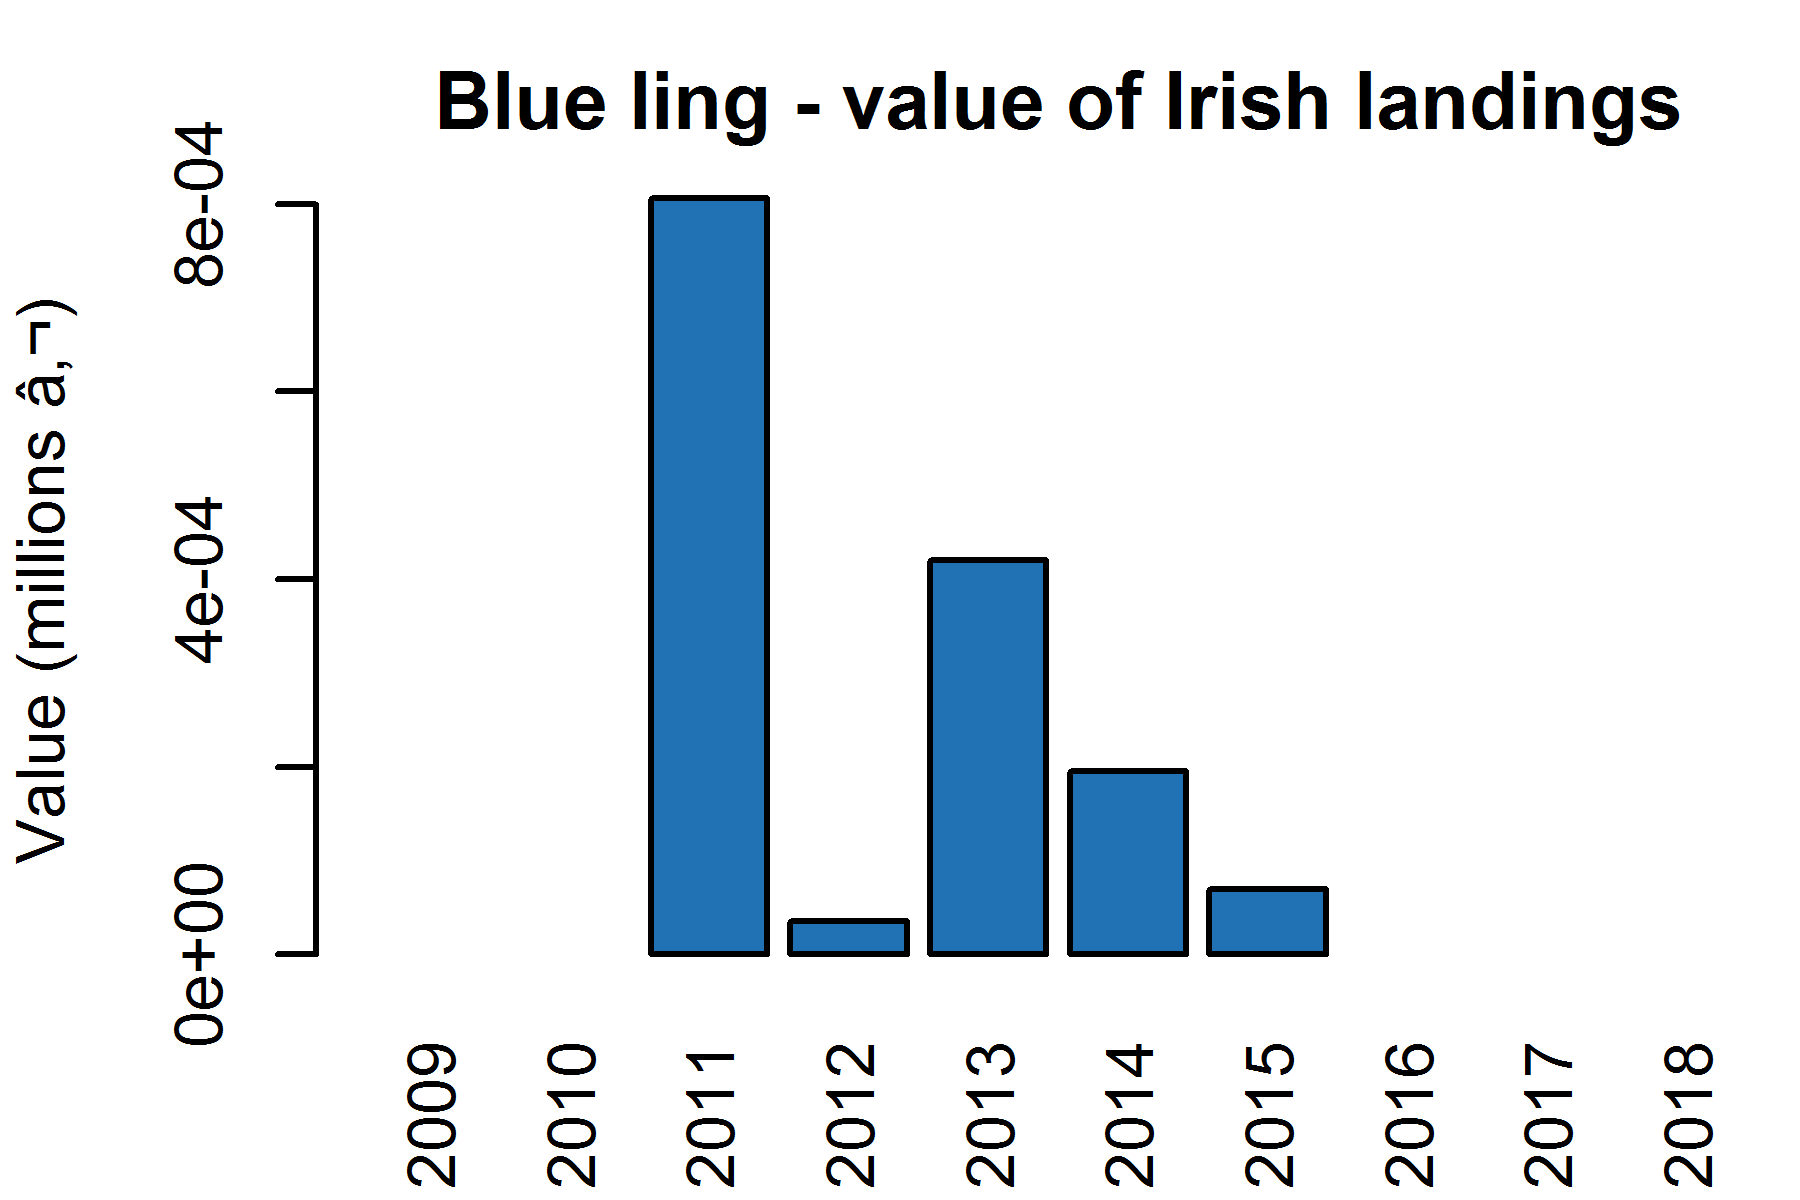 Blue ling - value of Irish landings
Value (millions â‚¬)
8e-04
4e-04
0e+00
2009
2010
2011
2012
2013
2014
2015
2016
2017
2018